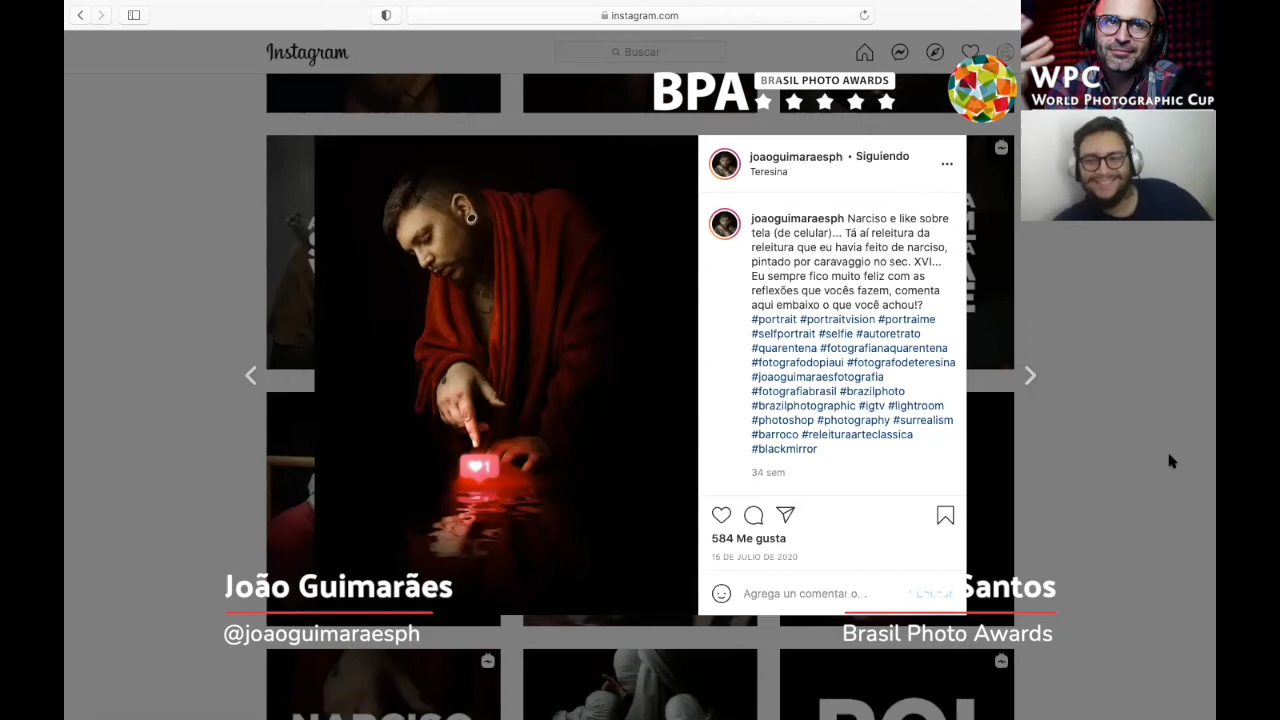 instagram.com
Instagram
Buscar
BPA
BRASIL PHOTO AWARDS
WPC
WORLD PHOTOGRAPHIC CUP
joaoguimaraesph • Siguiendo
Teresina
joaoguimaraesph Narciso e like sobre
tela (de celular)... Tá aí releitura da
releitura que eu havia feito de narciso,
pintado por caravaggio no sec. XVI...
Eu sempre fico muito feliz com as
reflexões que vocês fazem, comenta
aqui embaixo o que você achou!?
#portrait #portraitvision #portraime
#selfportrait #selfie #autoretrato
#quarentena #fotografianaquarentena
#fotografodopiaui #fotografodeteresina
#joaoguimaraesfotografia
#fotografiabrasil #brazilphoto
#brazilphotographic #igtv #lightroom
#photoshop #photography #surrealism
#barroco #releituraarteclassica
#blackmirror
34 sem
1
584 Me gusta
15 DE JULIO DE 2020
Agrega un comentario...
João Guimarães
@joaoguimaraesph
Santos
Brasil Photo Awards
NARCISO